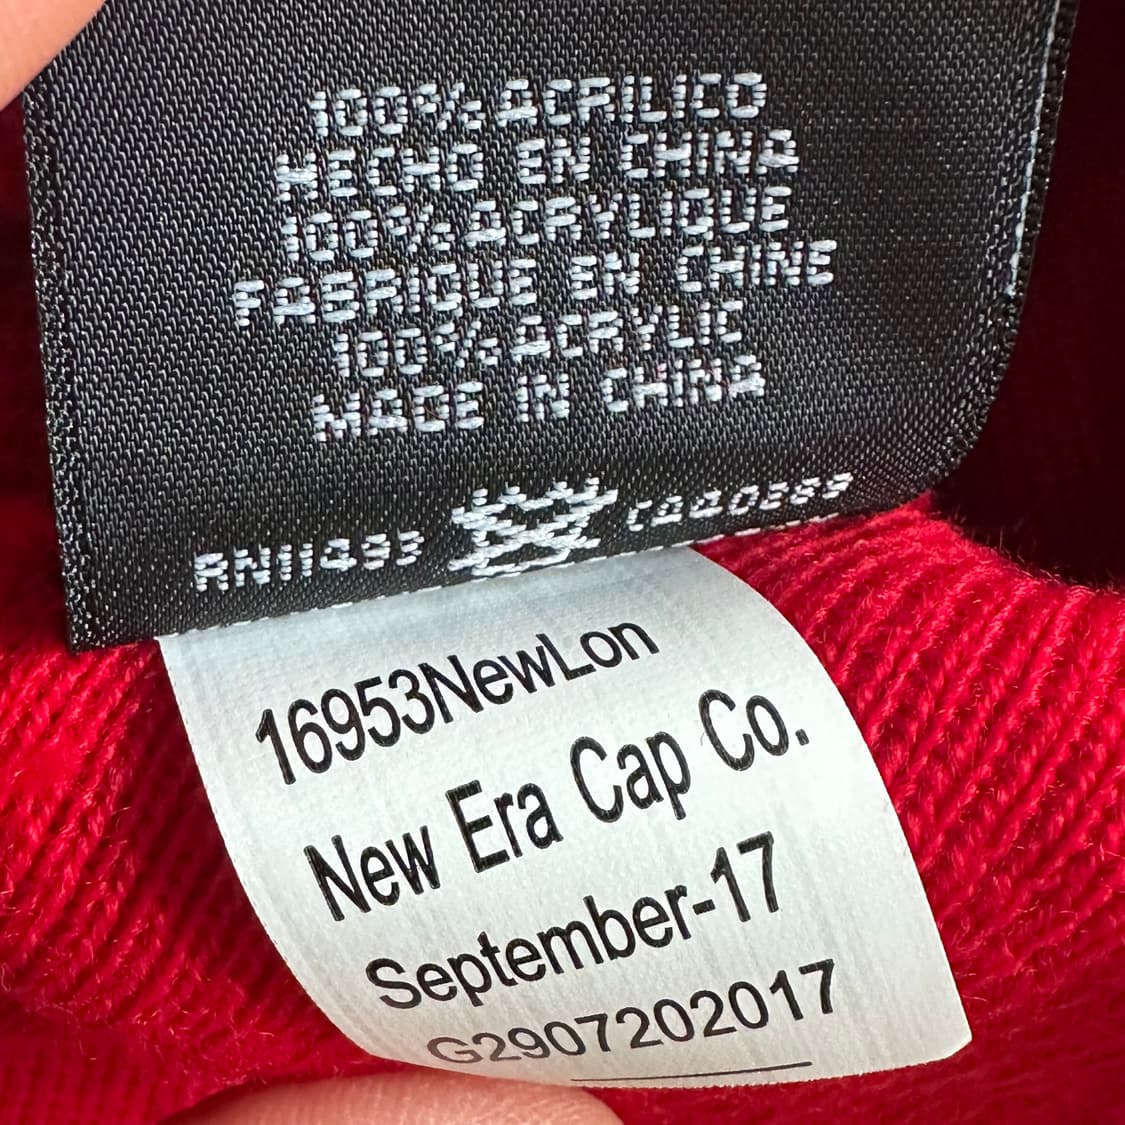 100% ACRILICO
HECHO EN CHINA
100% ACRYLIQUE
FABRIQUE EN CHINE
100% ACRYLIC
MADE IN CHINA
RN11493
16953NewLon
New Era Cap Co.
September-17
G2907202017